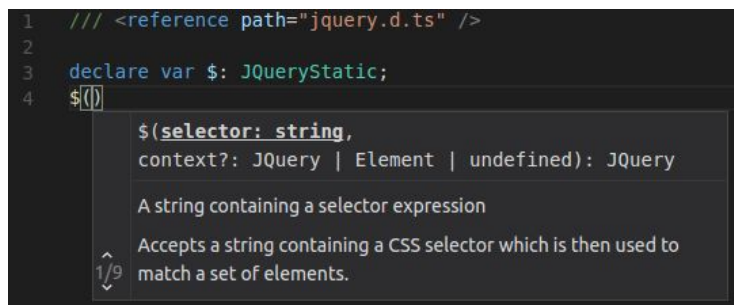 1 /// <reference path="jquery.d.ts" />
2
3 declare var $: JQueryStatic;
4 $()
$(selector: string,
context?: JQuery | Element | undefined): JQuery
A string containing a selector expression
Accepts a string containing a CSS selector which is then used to
1/9 match a set of elements.